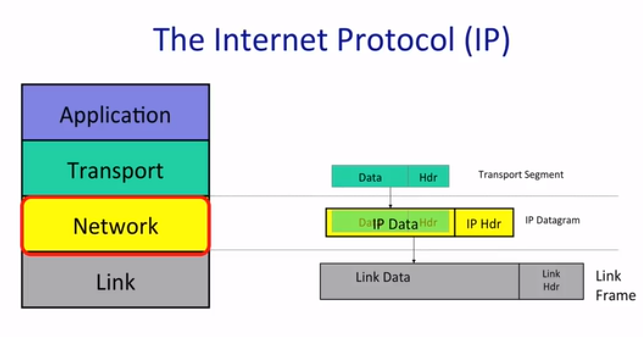 The Internet Protocol (IP)
Application
Transport
Network
Link
Data Hdr Transport Segment
Data Hdr
IP Data IP Hdr IP Datagram
Link Data Link
Hdr
Link
Frame